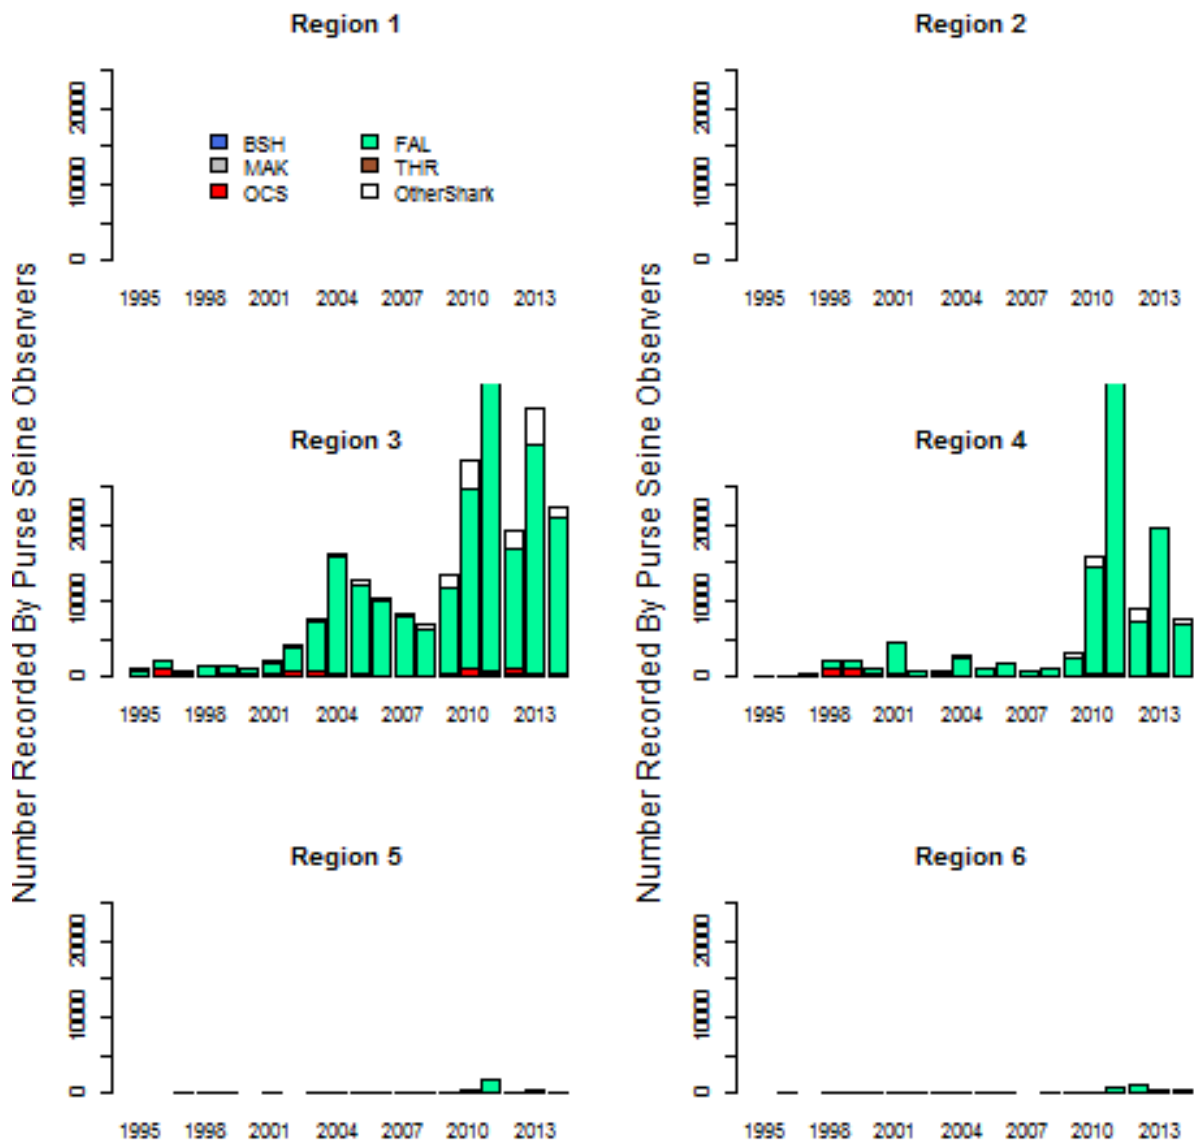 Region 1
Region 2
20000
10000
0
BSH
FAL
MAK
THR
OCS
OtherShark
20000
10000
0
1995 1998 2001 2004 2007 2010 2013
1995 1998 2001 2004 2007 2010 2013
Number Recorded By Purse Seine Observers
Number Recorded By Purse Seine Observers
Region 3
Region 4
20000
10000
0
20000
10000
0
1995 1998 2001 2004 2007 2010 2013
1995 1998 2001 2004 2007 2010 2013
Region 5
Region 6
20000
10000
0
20000
10000
0
1995 1998 2001 2004 2007 2010 2013
1995 1998 2001 2004 2007 2010 2013